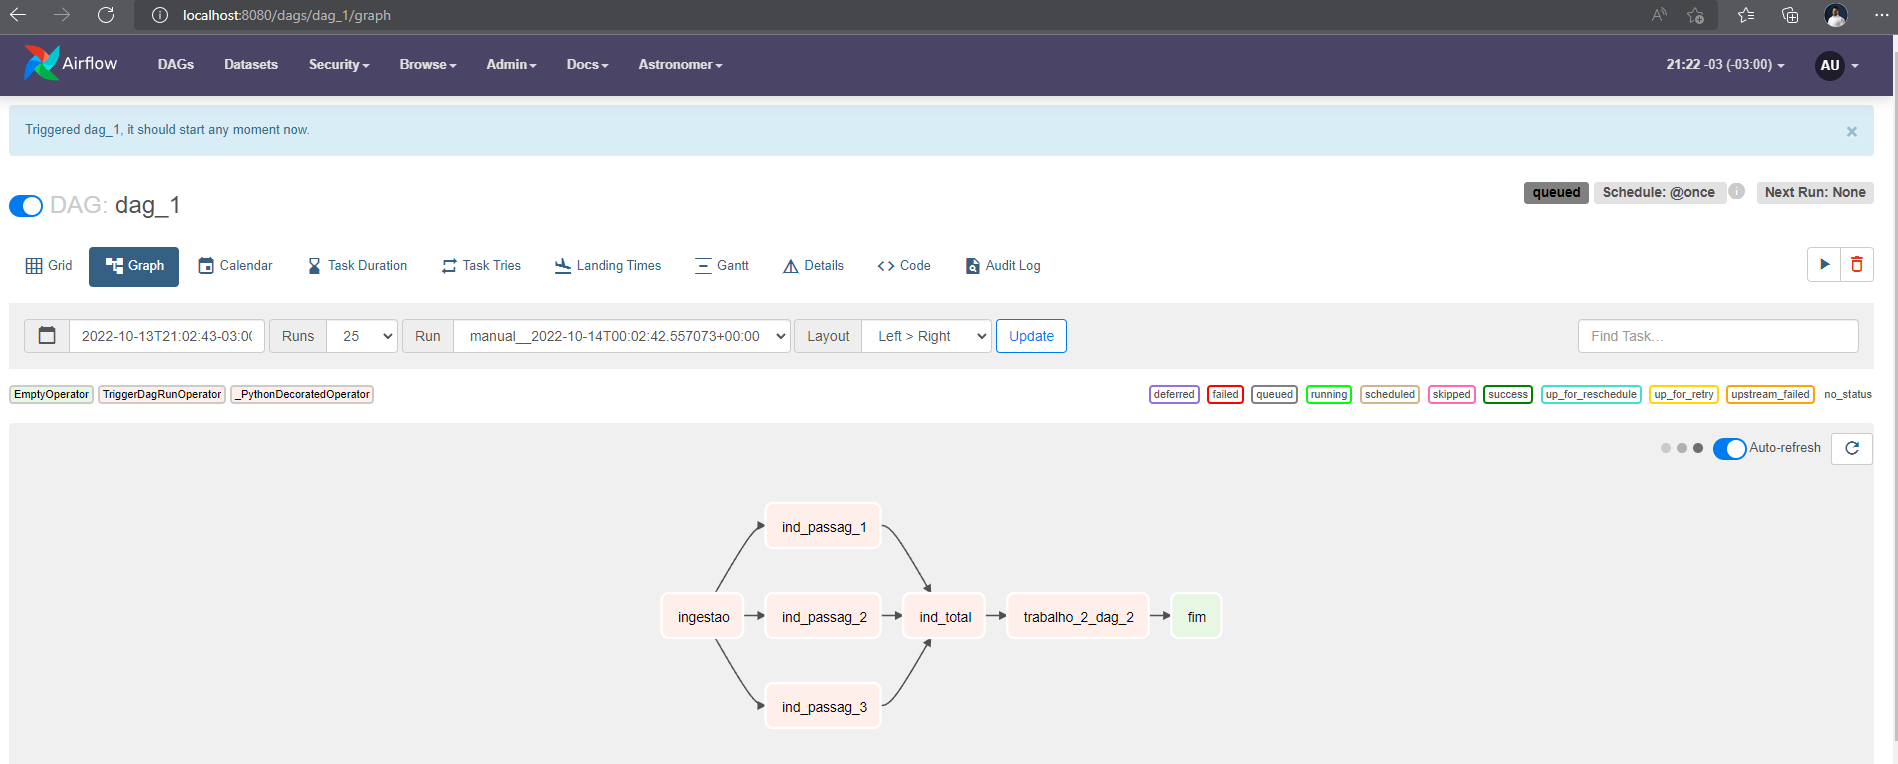 localhost:8080/dags/dag_1/graph
Airflow DAGs Datasets Security Browse Admin Docs Astronomer 21:22 -03 (-03:00) AU
Triggered dag_1, it should start any moment now. ×
DAG: dag_1 queued Schedule: @once i Next Run: None
Grid Graph Calendar Task Duration Task Tries Landing Times Gantt Details Code Audit Log
2022-10-13T21:02:43-03:00 Runs 25 Run manual__2022-10-14T00:02:42.557073+00:00 Layout Left > Right Update Find Task...
EmptyOperator TriggerDagRunOperator _PythonDecoratedOperator deferred failed queued running scheduled skipped success up_for_reschedule up_for_retry upstream_failed no_status
Auto-refresh
ind_passag_1
ingestao ind_passag_2 ind_total trabalho_2_dag_2 fim
ind_passag_3